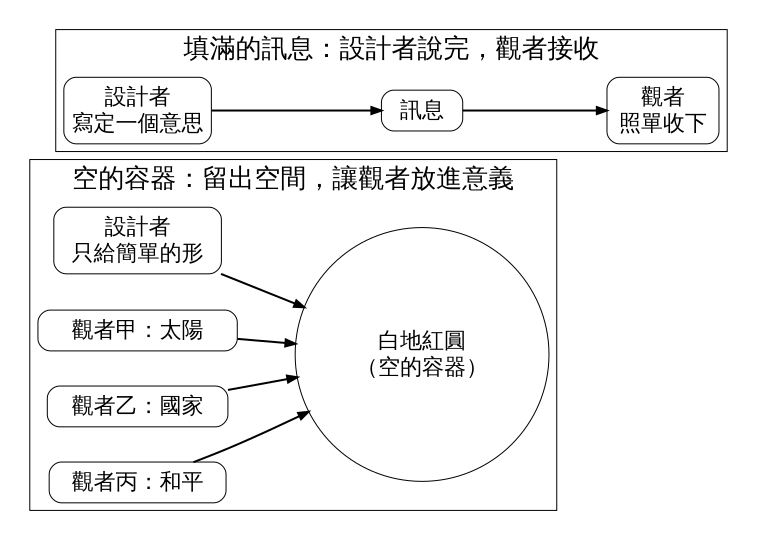 填滿的訊息：設計者說完，觀者接收
設計者
寫定一個意思
訊息
觀者
照單收下
空的容器：留出空間，讓觀者放進意義
設計者
只給簡單的形
觀者甲：太陽
觀者乙：國家
觀者丙：和平
白地紅圓
（空的容器）